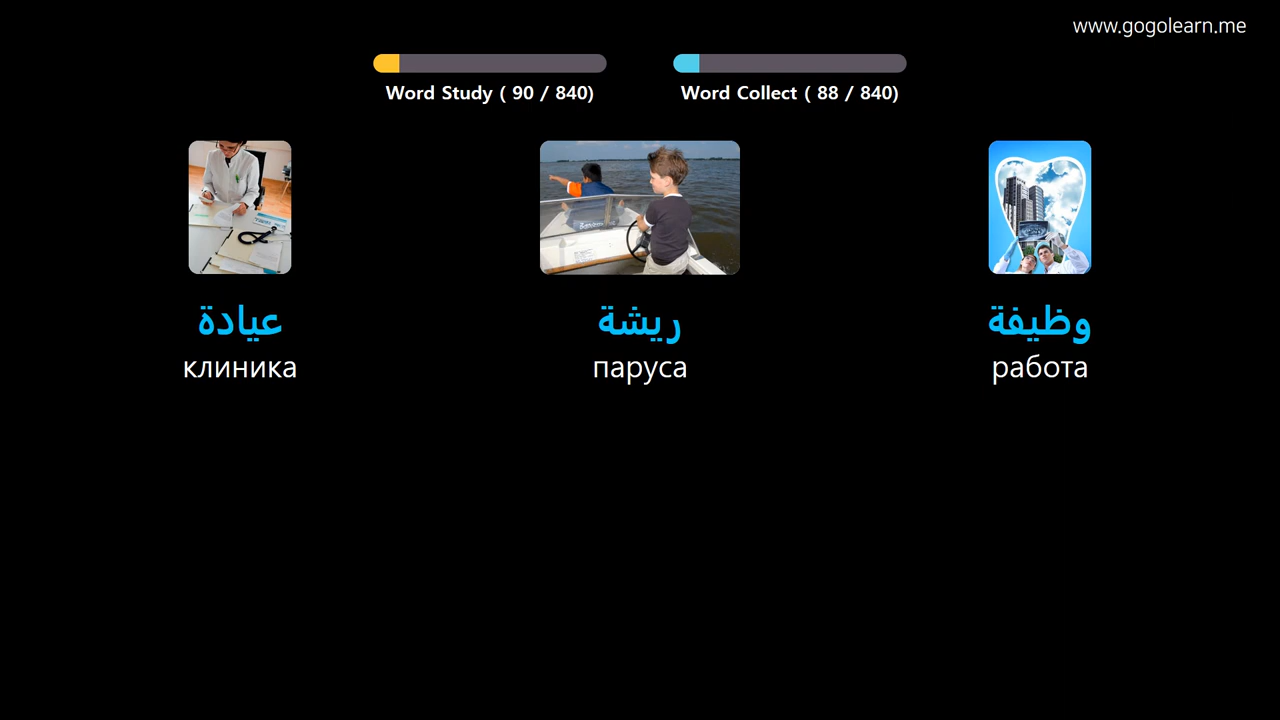 www.gogolearn.me
Word Study ( 90 / 840)
Word Collect ( 88 / 840)
عيادة
клиника
ريشة
паруса
وظيفة
работа